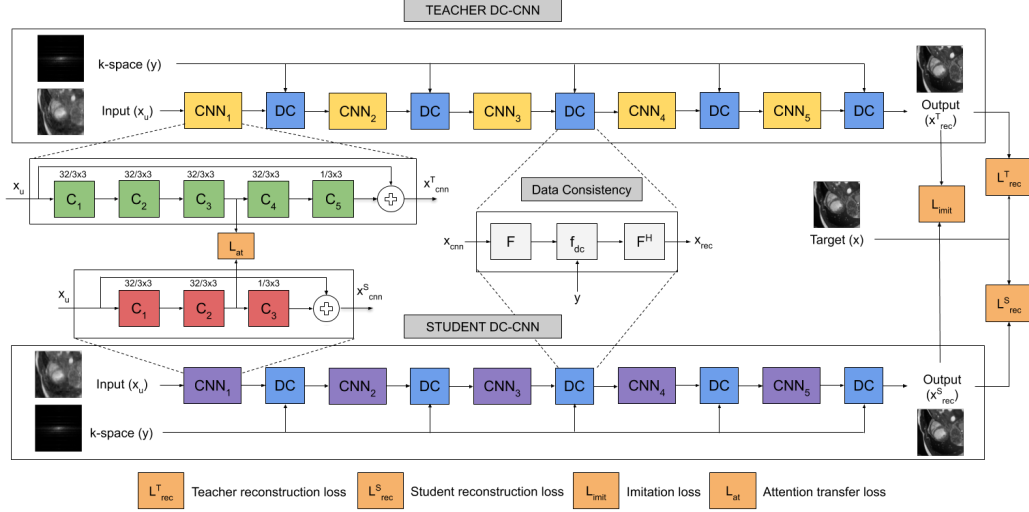 TEACHER DC-CNN
k-space (y)
Input (x_u)
CNN_1
DC
CNN_2
DC
CNN_3
DC
CNN_4
DC
CNN_5
DC
Output
(x^T_rec)
32/3x3
32/3x3
32/3x3
32/3x3
1/3x3
x_u
C_1
C_2
C_3
C_4
C_5
x^T_cnn
L_at
Data Consistency
x_cnn
F
f_dc
F^H
x_rec
y
Target (x)
L_imit
L^T_rec
L^S_rec
32/3x3
32/3x3
1/3x3
x_u
C_1
C_2
C_3
x^S_cnn
STUDENT DC-CNN
Input (x_u)
CNN_1
DC
CNN_2
DC
CNN_3
DC
CNN_4
DC
CNN_5
DC
Output
(x^S_rec)
k-space (y)
L^T_rec Teacher reconstruction loss
L^S_rec Student reconstruction loss
L_imit Imitation loss
L_at Attention transfer loss